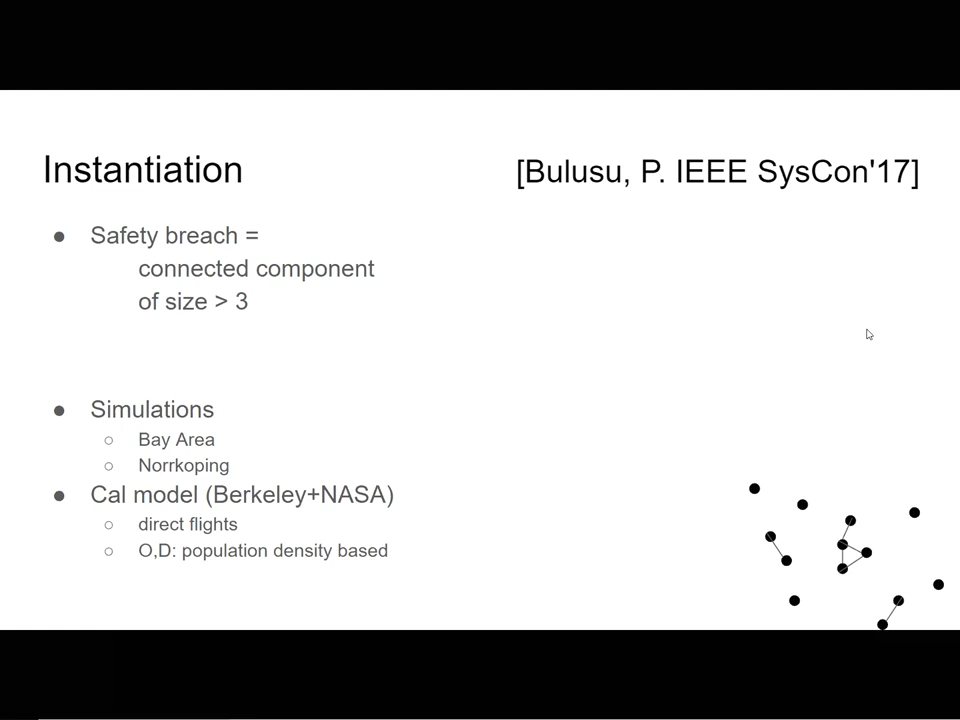 Instantiation [Bulusu, P. IEEE SysCon'17]
● Safety breach =
connected component
of size > 3
● Simulations
○ Bay Area
○ Norrkoping
● Cal model (Berkeley+NASA)
○ direct flights
○ O,D: population density based